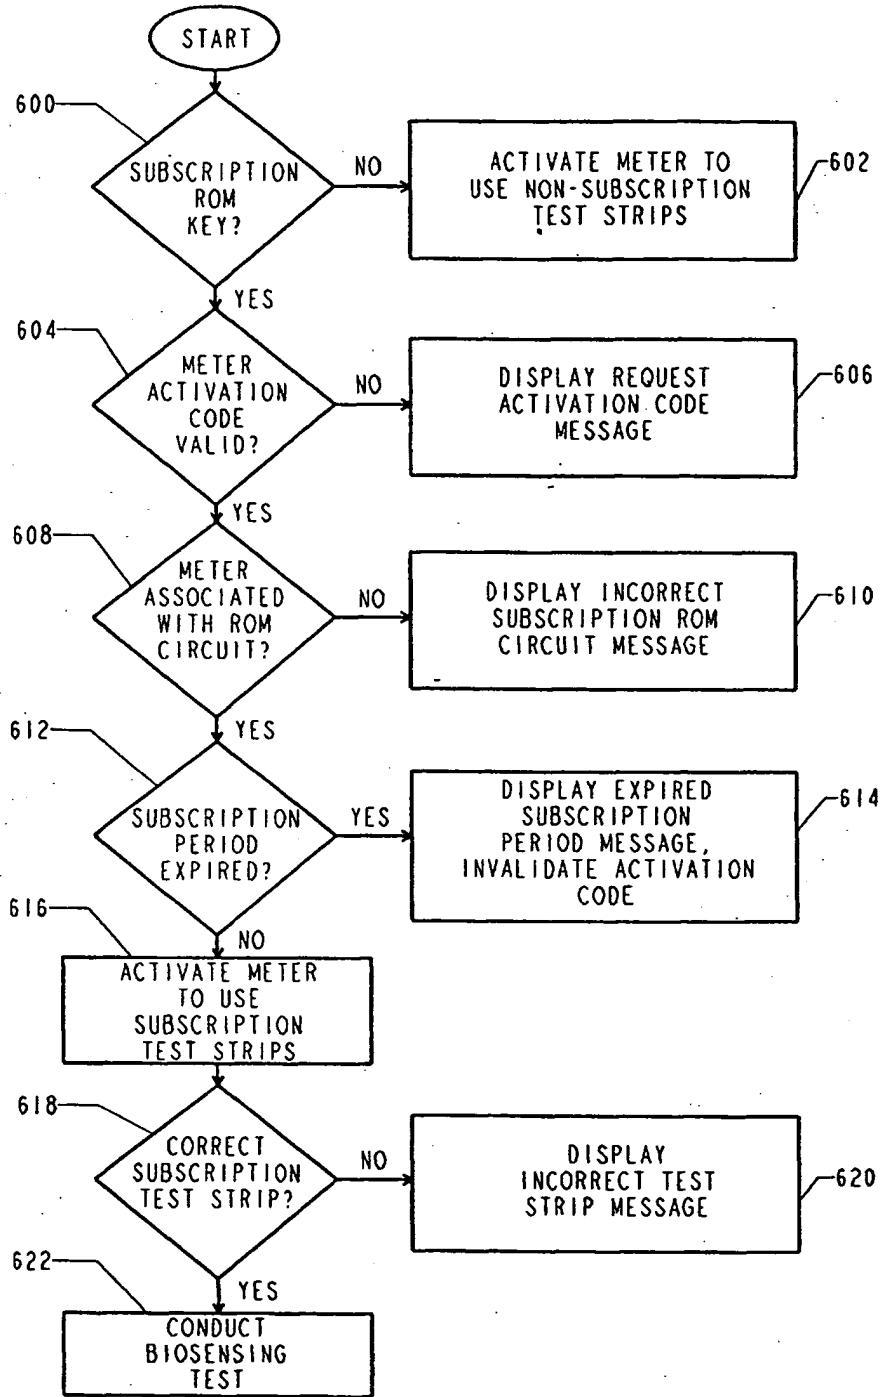 START
600
SUBSCRIPTION
ROM
KEY?
NO
ACTIVATE METER TO
USE NON-SUBSCRIPTION
TEST STRIPS
602
YES
604
METER
ACTIVATION
CODE
VALID?
NO
DISPLAY REQUEST
ACTIVATION CODE
MESSAGE
606
YES
608
METER
ASSOCIATED
WITH ROM
CIRCUIT?
NO
DISPLAY INCORRECT
SUBSCRIPTION ROM
CIRCUIT MESSAGE
610
YES
612
SUBSCRIPTION
PERIOD
EXPIRED?
YES
DISPLAY EXPIRED
SUBSCRIPTION
PERIOD MESSAGE,
INVALIDATE ACTIVATION
CODE
614
NO
616
ACTIVATE METER
TO USE
SUBSCRIPTION
TEST STRIPS
618
CORRECT
SUBSCRIPTION
TEST STRIP?
NO
DISPLAY
INCORRECT TEST
STRIP MESSAGE
620
YES
622
CONDUCT
BIOSENSING
TEST